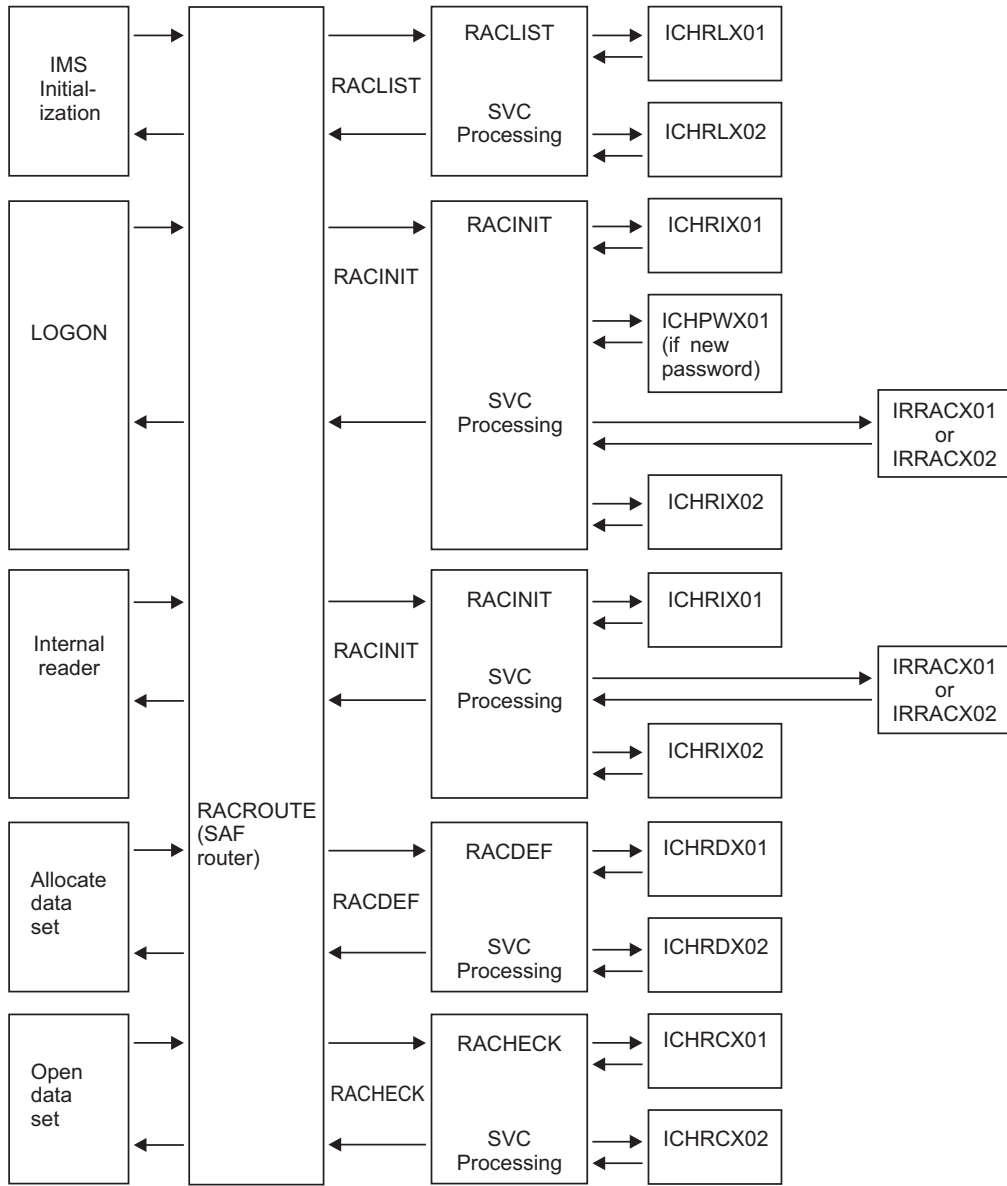 IMS
Initial-
ization
RACLIST
RACLIST
SVC
Processing
ICHRLX01
ICHRLX02
LOGON
RACINIT
RACINIT
SVC
Processing
ICHRIX01
ICHPWX01
(if new
password)
IRRACX01
or
IRRACX02
ICHRIX02
Internal
reader
RACINIT
RACINIT
SVC
Processing
ICHRIX01
IRRACX01
or
IRRACX02
ICHRIX02
RACROUTE
(SAF
router)
Allocate
data
set
RACDEF
RACDEF
SVC
Processing
ICHRDX01
ICHRDX02
Open
data
set
RACHECK
RACHECK
SVC
Processing
ICHRCX01
ICHRCX02